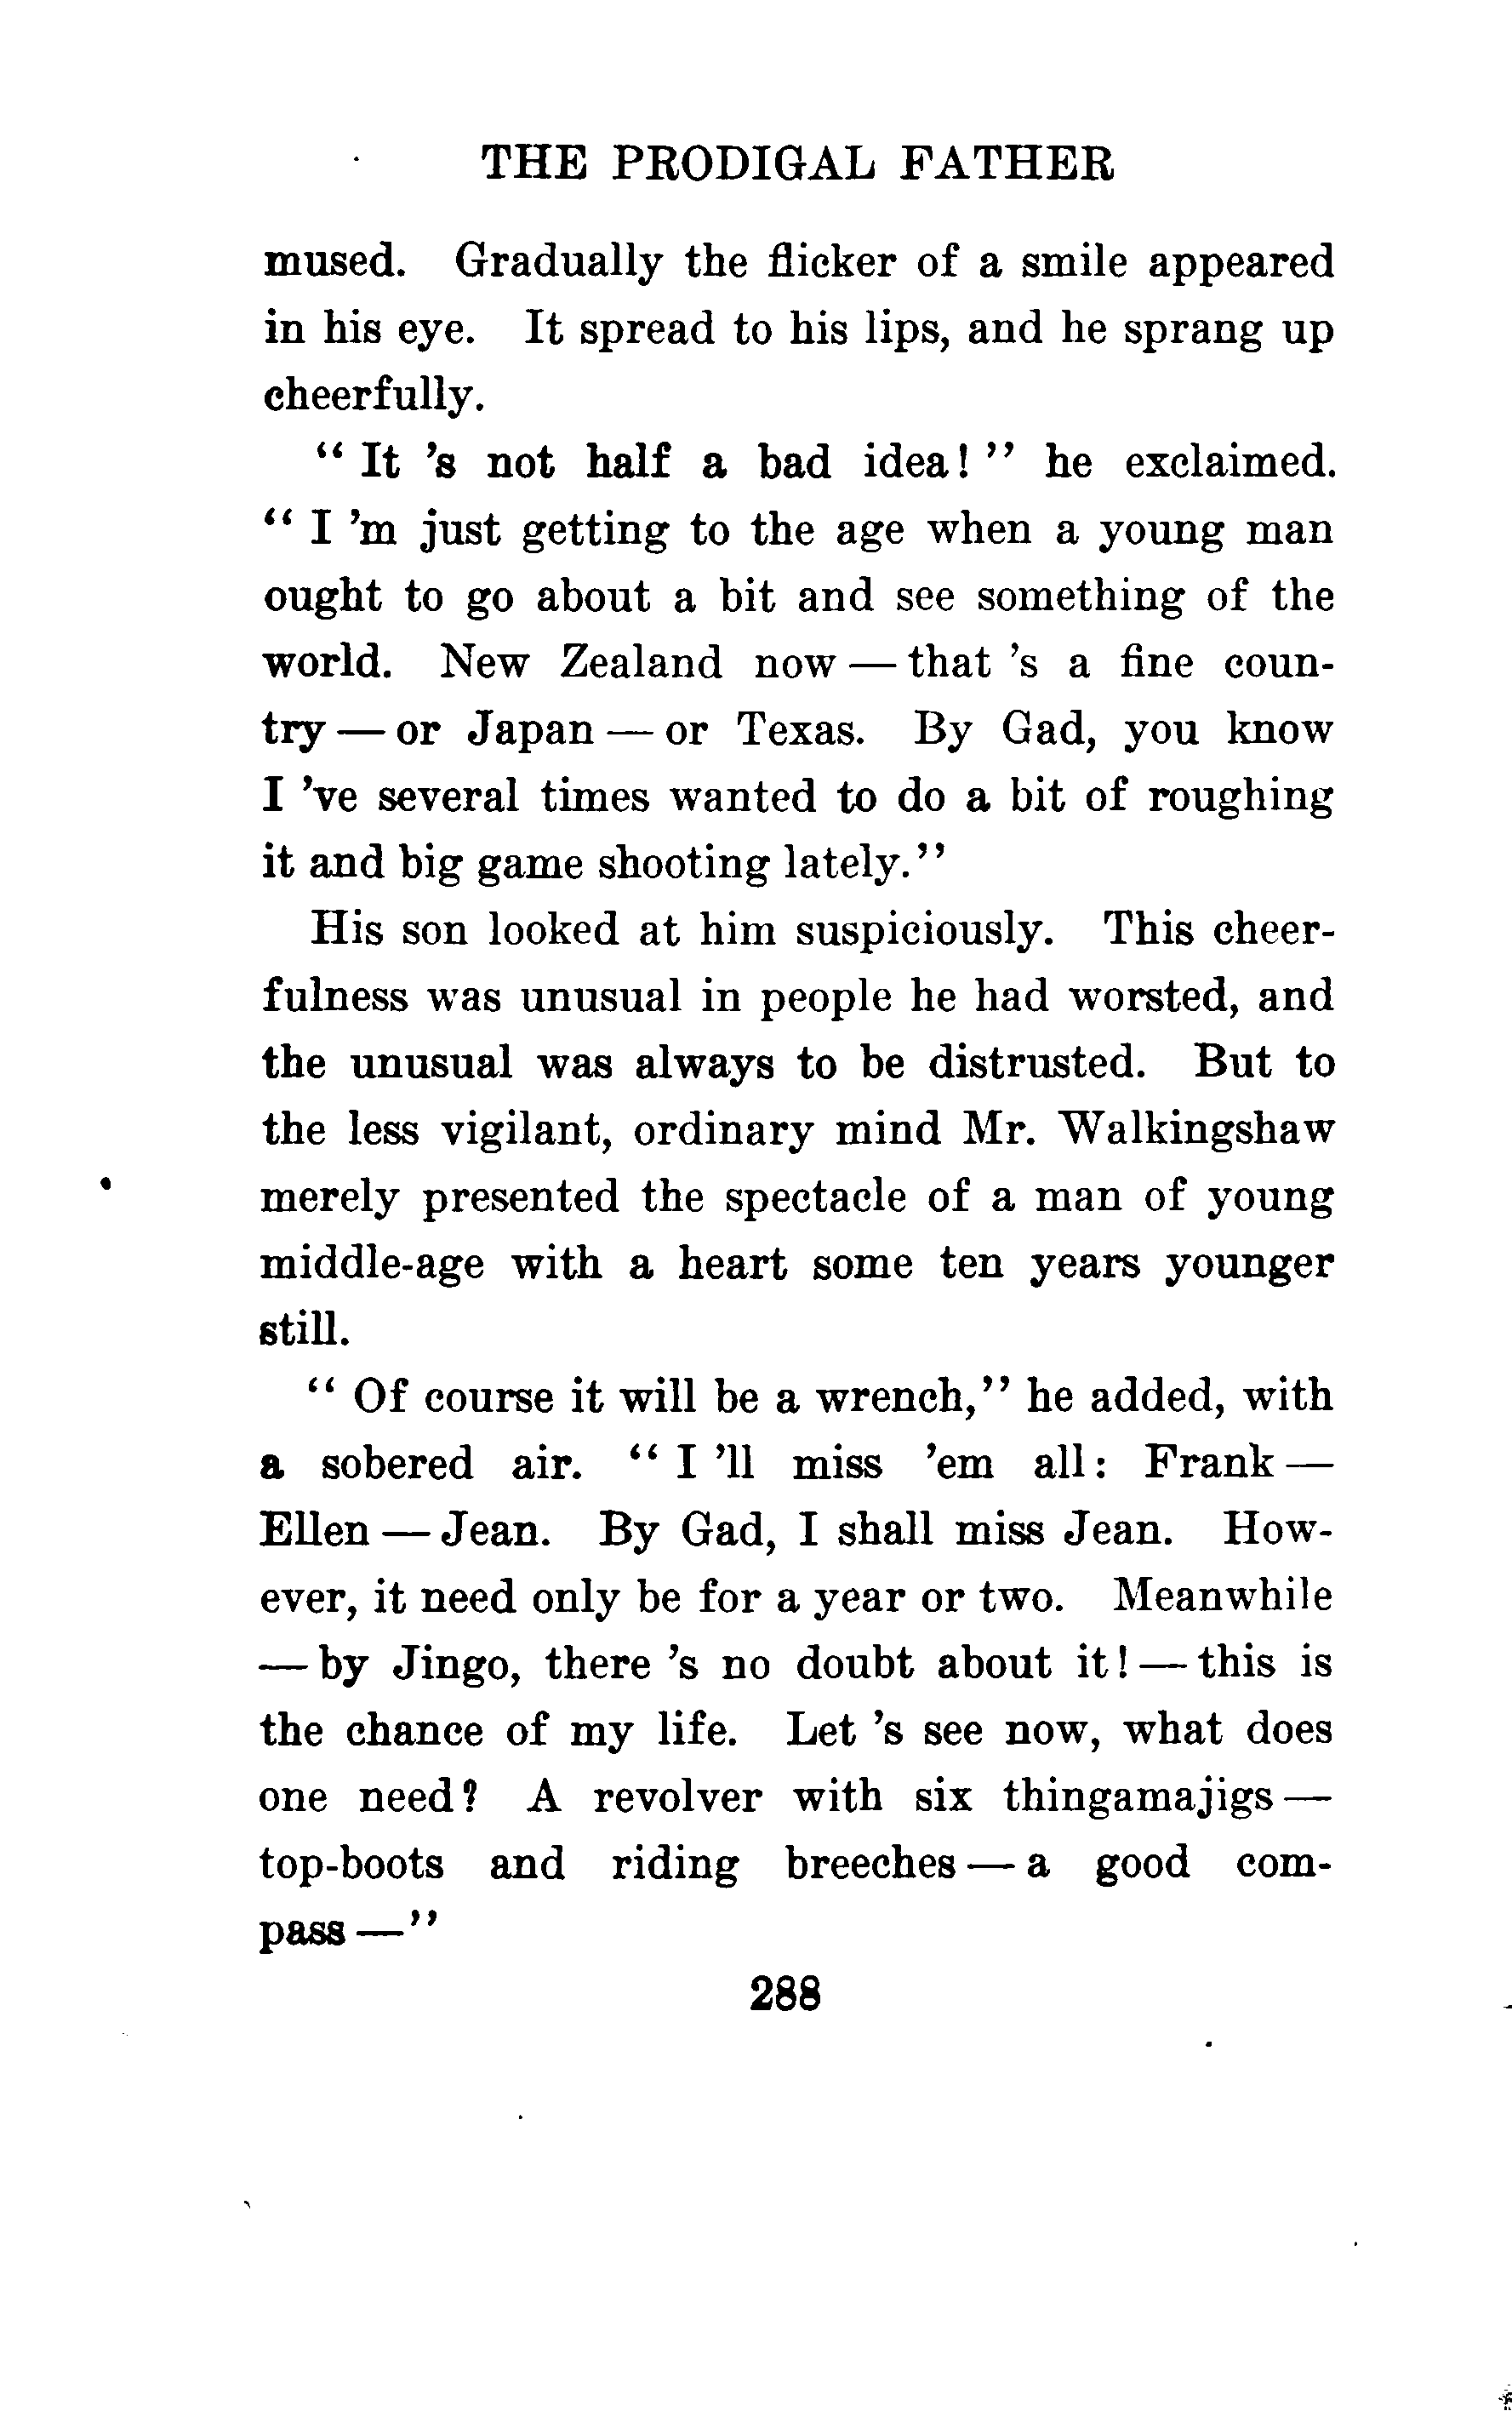 THE PRODIGAL FATHER
mused. Gradually the flicker of a smile appeared
in his eye. It spread to his lips, and he sprang up
cheerfully.
“ It ’s not half a bad idea! ” he exclaimed.
“ I ’m just getting to the age when a young man
ought to go about a bit and see something of the
world. New Zealand now — that ’s a fine coun-
try — or Japan — or Texas. By Gad, you know
I ’ve several times wanted to do a bit of roughing
it and big game shooting lately.”
His son looked at him suspiciously. This cheer-
fulness was unusual in people he had worsted, and
the unusual was always to be distrusted. But to
the less vigilant, ordinary mind Mr. Walkingshaw
merely presented the spectacle of a man of young
middle-age with a heart some ten years younger
still.
“ Of course it will be a wrench,” he added, with
a sobered air. “ I ’ll miss ’em all: Frank —
Ellen — Jean. By Gad, I shall miss Jean. How-
ever, it need only be for a year or two. Meanwhile
— by Jingo, there ’s no doubt about it! — this is
the chance of my life. Let ’s see now, what does
one need? A revolver with six thingamajigs —
top-boots and riding breeches — a good com-
pass —”
288